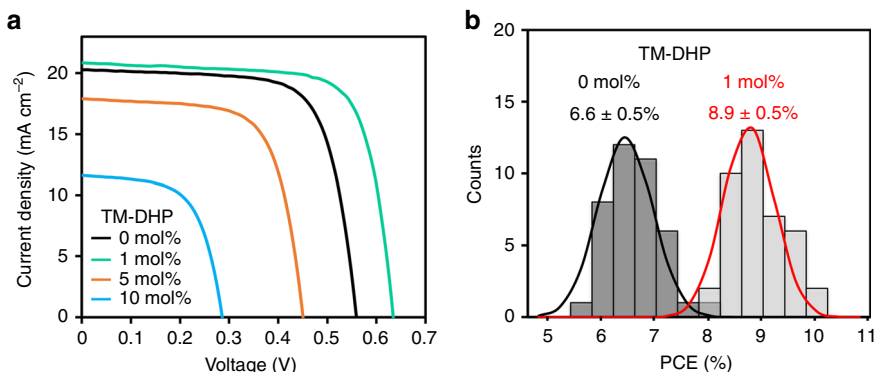 a
Current density (mA cm⁻²)
20
15
10
5
0
TM-DHP
0 mol%
1 mol%
5 mol%
10 mol%
0 0.1 0.2 0.3 0.4 0.5 0.6 0.7
Voltage (V)
b
Counts
20
15
10
5
0
TM-DHP
0 mol% 1 mol%
6.6 ± 0.5% 8.9 ± 0.5%
5 6 7 8 9 10 11
PCE (%)